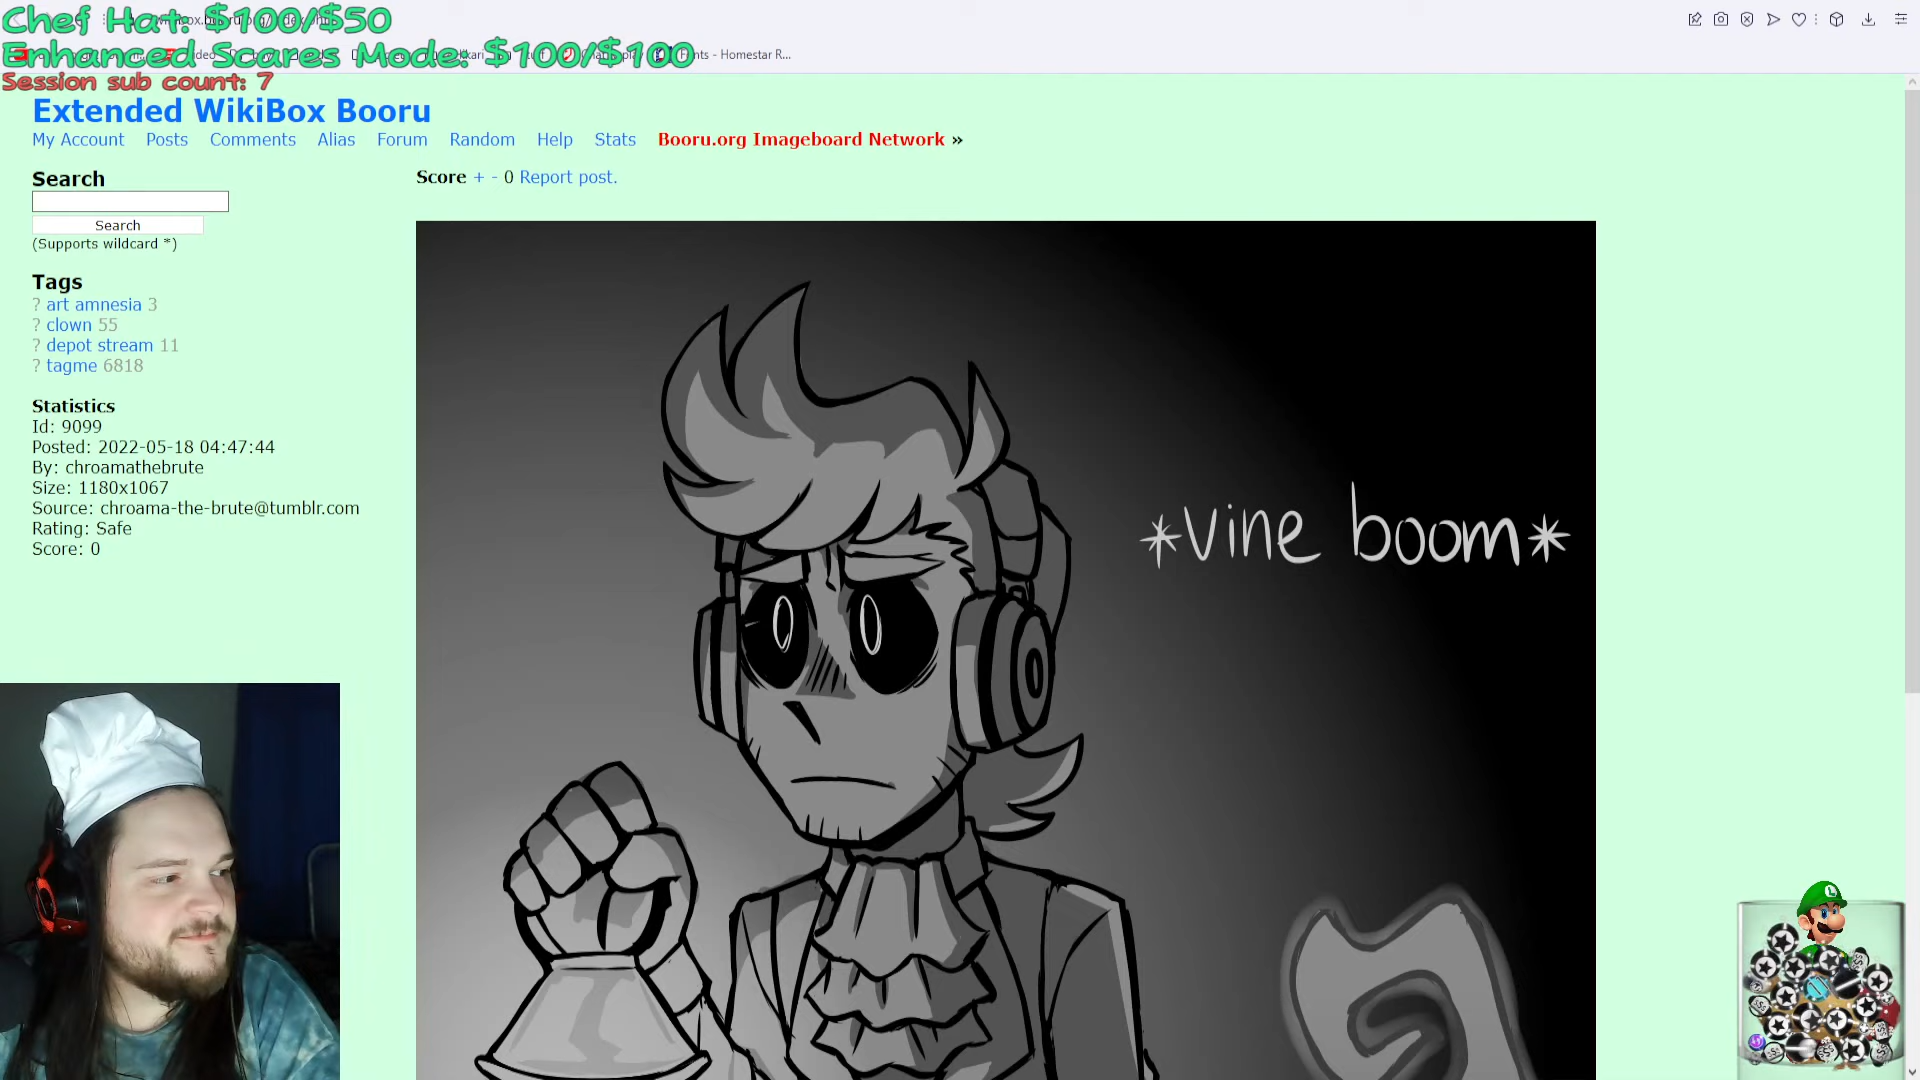 Chef Hat: $100/$50
Enhanced Scares Mode: $100/$100
Fonts - Homestar R...
Session sub count: 7
Extended WikiBox Booru
My Account Posts Comments Alias Forum Random Help Stats Booru.org Imageboard Network »
Search
Score + - 0 Report post.
Search
(Supports wildcard *)
Tags
? art amnesia 3
? clown 55
? depot stream 11
? tagme 6818
Statistics
Id: 9099
Posted: 2022-05-18 04:47:44
By: chroamathebrute
Size: 1180x1067
Source: chroama-the-brute@tumblr.com
Rating: Safe
Score: 0
*vine boom*
L